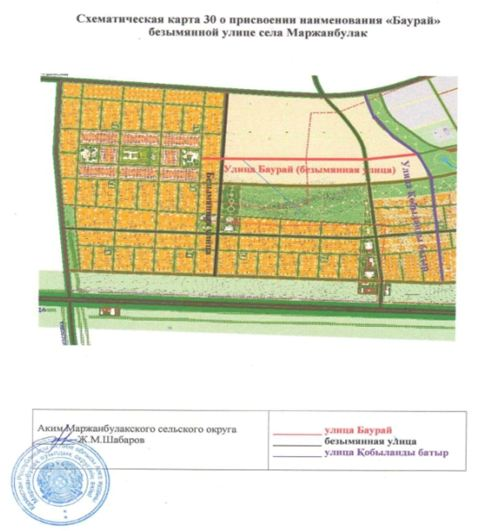 Схематическая карта 30 о присвоении наименования «Баурай»
безымянной улице села Маржанбулак
Улица Баурай (безымянная улица)
Безымянная улица
Улица Қобыланды батыр
Аким Маржанбулакского сельского округа
Ж.М.Шабаров
улица Баурай
безымянная улица
улица Қобыланды батыр